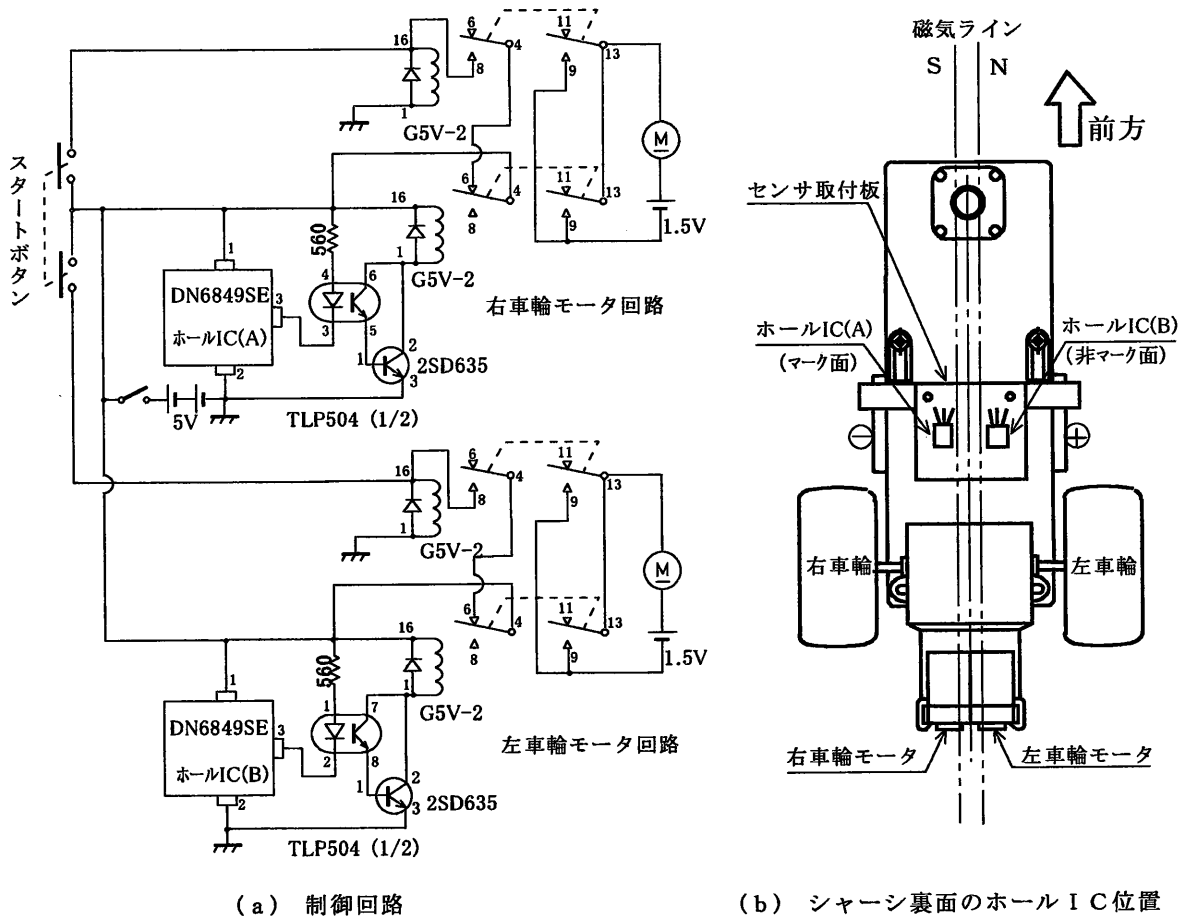 16
6
4
8
11
13
9
1
G5V-2
M
1.5V
スタートボタン
6
4
8
11
13
9
16
1
G5V-2
560
4
6
3
5
1
DN6849SE
ホールIC(A)
3
2
1
2
3
2SD635
TLP504 (1/2)
5V
右車輪モータ回路
16
6
4
8
11
13
9
1
G5V-2
M
1.5V
6
4
8
11
13
9
16
1
G5V-2
560
1
7
2
8
1
DN6849SE
ホールIC(B)
3
2
1
2
3
2SD635
TLP504 (1/2)
左車輪モータ回路
(a) 制御回路
磁気ライン
S N
前方
センサ取付板
ホールIC(A)
(マーク面)
ホールIC(B)
(非マーク面)
右車輪
左車輪
右車輪モータ
左車輪モータ
(b) シャーシ裏面のホールIC位置